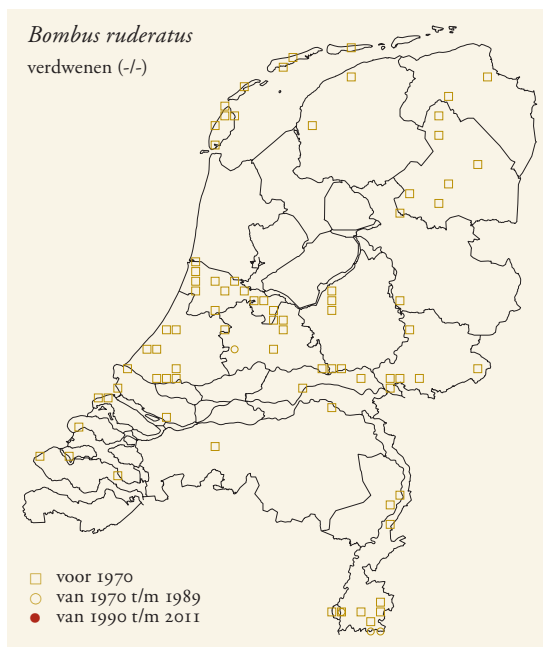 Bombus ruderatus
verdwenen (-/-)
voor 1970
van 1970 t/m 1989
van 1990 t/m 2011